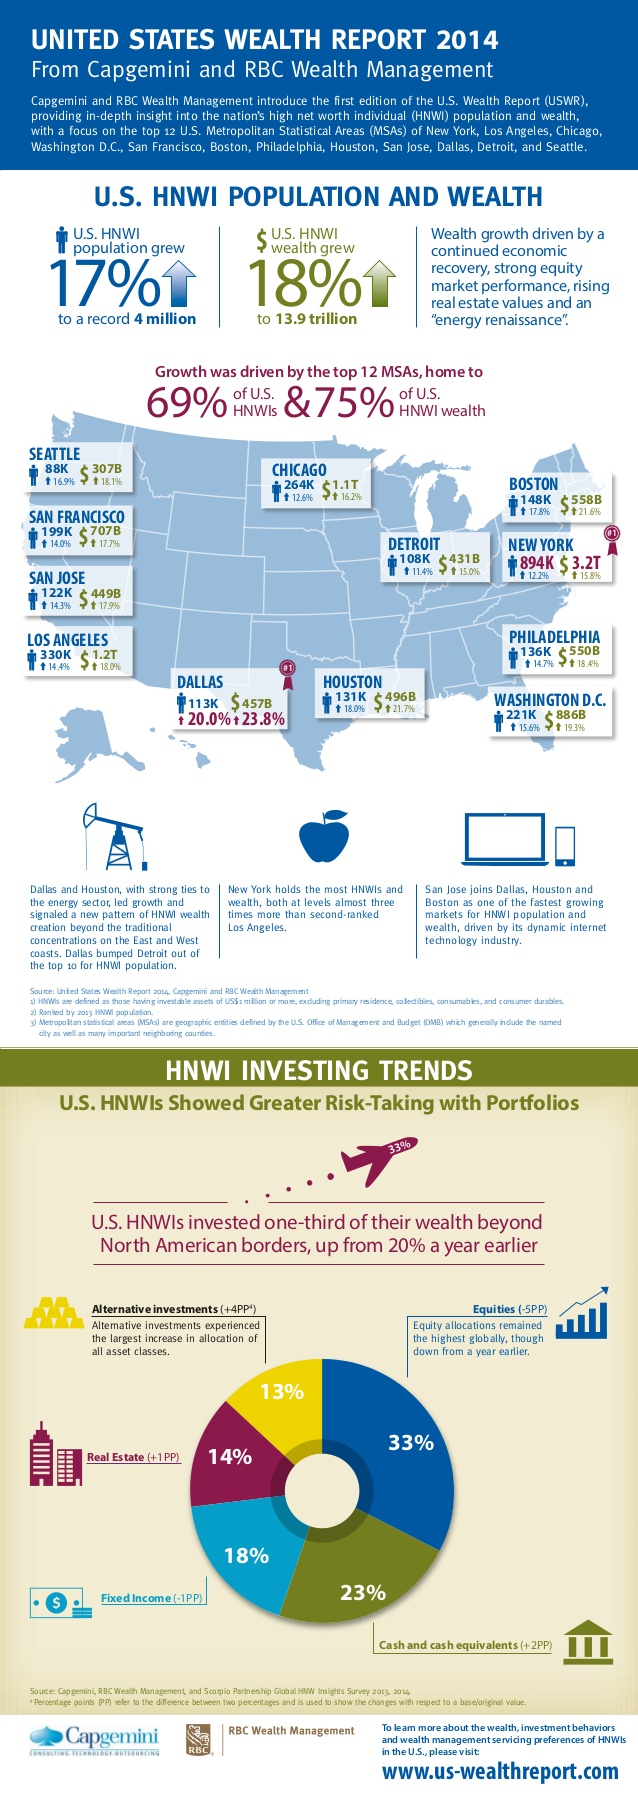 UNITED STATES WEALTH REPORT 2014
From Capgemini and RBC Wealth Management
Capgemini and RBC Wealth Management introduce the first edition of the U.S. Wealth Report (USWR),
providing in-depth insight into the nation's high net worth individual (HNWI) population and wealth,
with a focus on the top 12 U.S. Metropolitan Statistical Areas (MSAs) of New York, Los Angeles, Chicago,
Washington D.C., San Francisco, Boston, Philadelphia, Houston, San Jose, Dallas, Detroit, and Seattle.
U.S. HNWI POPULATION AND WEALTH
U.S. HNWI
population grew
17%
to a record 4 million
$ U.S. HNWI
wealth grew
18%
to 13.9 trillion
Wealth growth driven by a
continued economic
recovery, strong equity
market performance, rising
real estate values and an
"energy renaissance".
Growth was driven by the top 12 MSAs, home to
69% of U.S. HNWIs & 75% of U.S. HNWI wealth
SEATTLE
88K $ 307B
16.9% 18.1%
SAN FRANCISCO
199K $ 707B
14.0% 17.7%
SAN JOSE
122K $ 449B
14.3% 17.9%
LOS ANGELES
330K $ 1.2T
14.4% 18.0%
CHICAGO
264K $ 1.1T
12.6% 16.2%
DETROIT
108K $ 431B
11.4% 15.0%
BOSTON
148K $ 558B
17.8% 21.6%
#1
NEW YORK
894K $ 3.2T
12.2% 15.8%
PHILADELPHIA
136K $ 550B
14.7% 18.4%
WASHINGTON D.C.
221K $ 886B
15.6% 19.3%
#1
DALLAS
113K $ 457B
20.0% 23.8%
HOUSTON
131K $ 496B
18.0% 21.7%
Dallas and Houston, with strong ties to
the energy sector, led growth and
signaled a new pattern of HNWI wealth
creation beyond the traditional
concentrations on the East and West
coasts. Dallas bumped Detroit out of
the top 10 for HNWI population.
New York holds the most HNWIs and
wealth, both at levels almost three
times more than second-ranked
Los Angeles.
San Jose joins Dallas, Houston and
Boston as one of the fastest growing
markets for HNWI population and
wealth, driven by its dynamic internet
technology industry.
Source: United States Wealth Report 2014, Capgemini and RBC Wealth Management
1) HNWIs are defined as those having investable assets of US$1 million or more, excluding primary residence, collectibles, consumables, and consumer durables.
2) Ranked by 2013 HNWI population.
3) Metropolitan statistical areas (MSAs) are geographic entities defined by the U.S. Office of Management and Budget (OMB) which generally include the named
city as well as many important neighboring counties.
HNWI INVESTING TRENDS
U.S. HNWIs Showed Greater Risk-Taking with Portfolios
33%
U.S. HNWIs invested one-third of their wealth beyond
North American borders, up from 20% a year earlier
Alternative investments (+4PP⁴)
Alternative investments experienced
the largest increase in allocation of
all asset classes.
Equities (-5PP)
Equity allocations remained
the highest globally, though
down from a year earlier.
13%
33%
Real Estate (+1PP)
14%
18%
23%
$
Fixed Income (-1PP)
Cash and cash equivalents (+2PP)
Source: Capgemini, RBC Wealth Management, and Scorpio Partnership Global HNW Insights Survey 2013, 2014.
⁴ Percentage points (PP) refer to the difference between two percentages and is used to show the changes with respect to a base/original value.
Capgemini
CONSULTING.TECHNOLOGY.OUTSOURCING
RBC
RBC Wealth Management
To learn more about the wealth, investment behaviors
and wealth management servicing preferences of HNWIs
in the U.S., please visit:
www.us-wealthreport.com